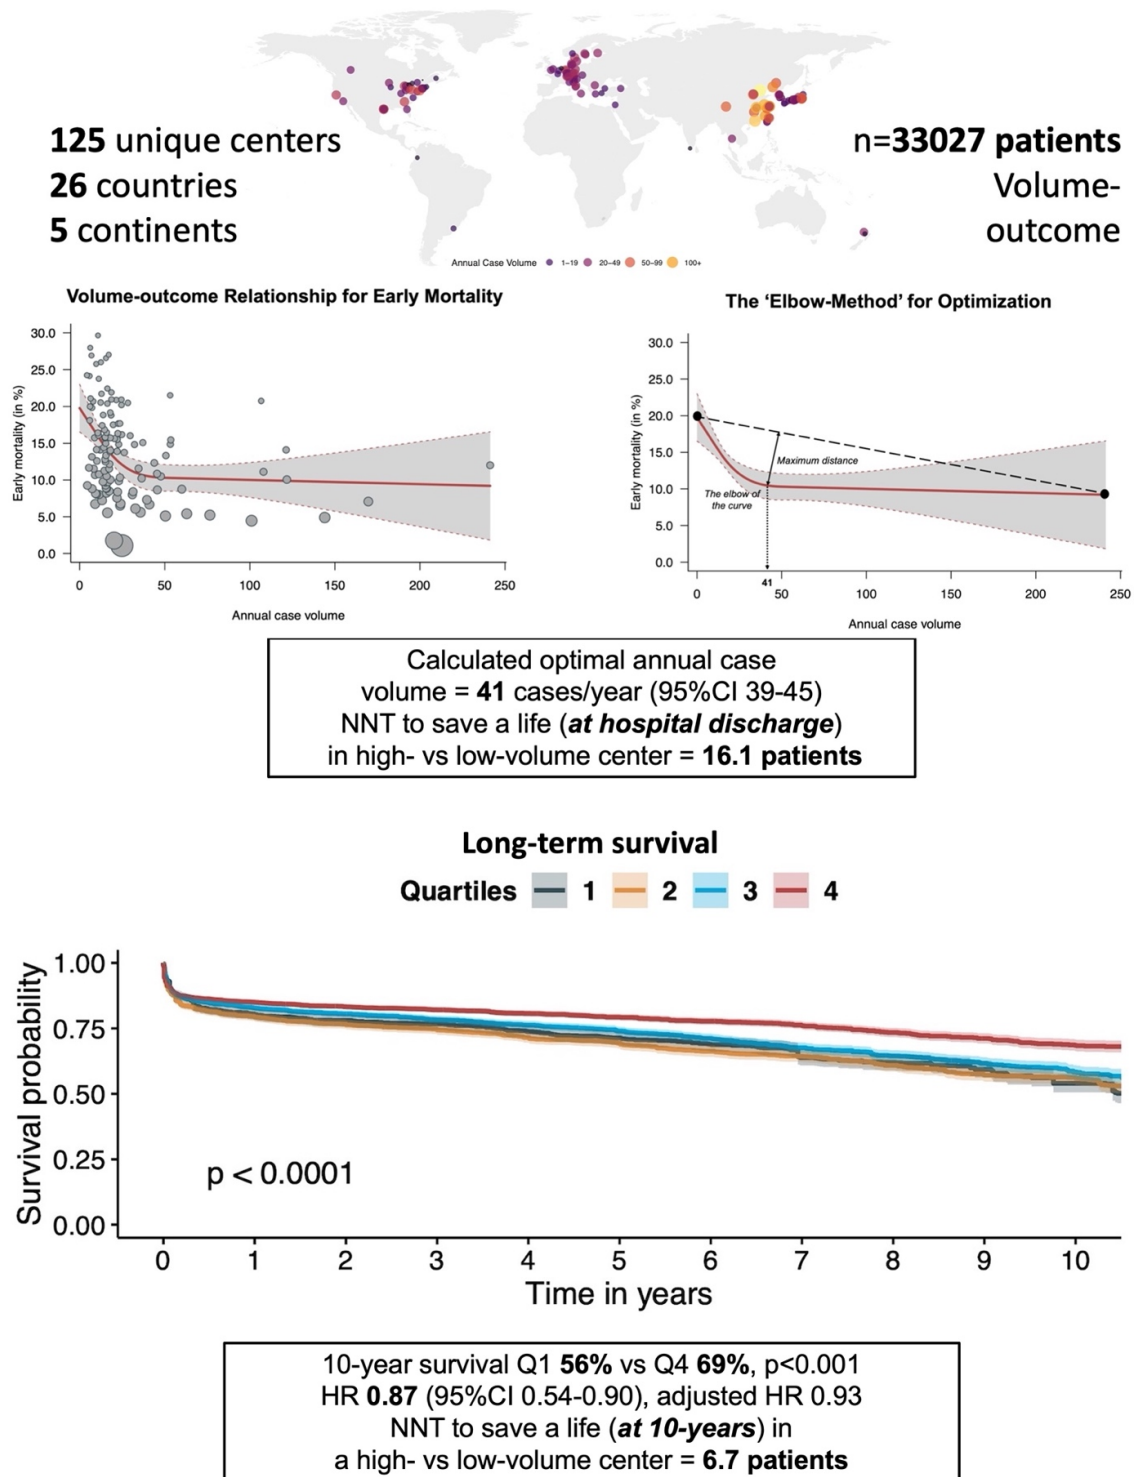 125 unique centers
26 countries
5 continents
n=33027 patients
Volume-
outcome
Annual Case Volume 1–19 20–49 50–99 100+
Volume-outcome Relationship for Early Mortality
Early mortality (in %)
30.0
25.0
20.0
15.0
10.0
5.0
0.0
0 50 100 150 200 250
Annual case volume
The ‘Elbow-Method’ for Optimization
Early mortality (in %)
30.0
25.0
20.0
15.0
10.0
5.0
0.0
Maximum distance
The elbow of
the curve
41
0 50 100 150 200 250
Annual case volume
Calculated optimal annual case
volume = 41 cases/year (95%CI 39-45)
NNT to save a life (at hospital discharge)
in high- vs low-volume center = 16.1 patients
Long-term survival
Quartiles 1 2 3 4
Survival probability
1.00
0.75
0.50
0.25
0.00
p < 0.0001
0 1 2 3 4 5 6 7 8 9 10
Time in years
10-year survival Q1 56% vs Q4 69%, p<0.001
HR 0.87 (95%CI 0.54-0.90), adjusted HR 0.93
NNT to save a life (at 10-years) in
a high- vs low-volume center = 6.7 patients